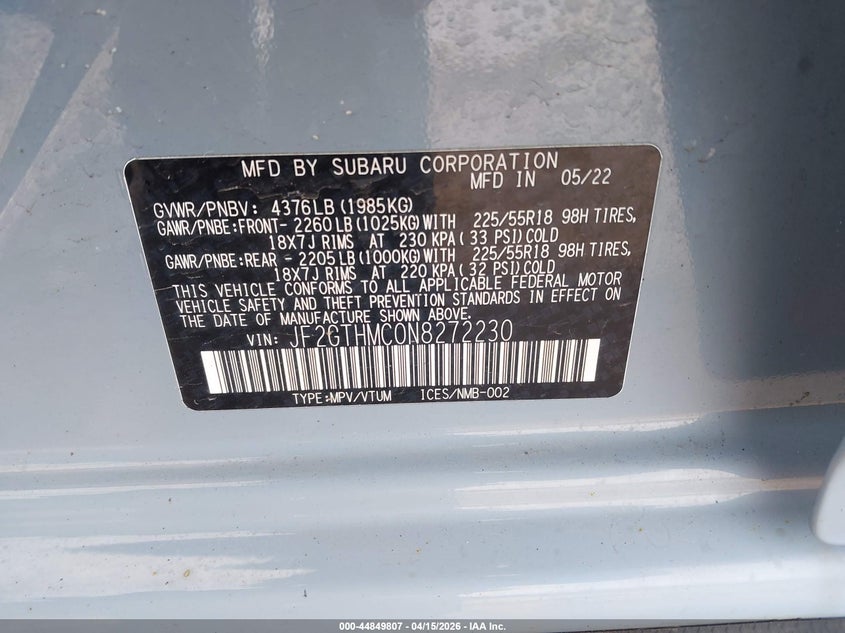 MFD BY SUBARU CORPORATION
MFD IN 05/22
GVWR/PNBV: 4376LB(1985KG)
GAWR/PNBE:FRONT- 2260LB(1025KG)WITH 225/55R18 98H TIRES,
18X7J RIMS AT 230 KPA( 33 PSI)COLD
GAWR/PNBE:REAR - 2205LB(1000KG)WITH 225/55R18 98H TIRES,
18X7J RIMS AT 220 KPA( 32 PSI)COLD
THIS VEHICLE CONFORMS TO ALL APPLICABLE FEDERAL MOTOR
VEHICLE SAFETY AND THEFT PREVENTION STANDARDS IN EFFECT ON
THE DATE OF MANUFACTURE SHOWN ABOVE.
VIN: JF2GTHMC0N8272230
TYPE:MPV/VTUM ICES/NMB-002
000-44849807 - 04/15/2026 - IAA Inc.